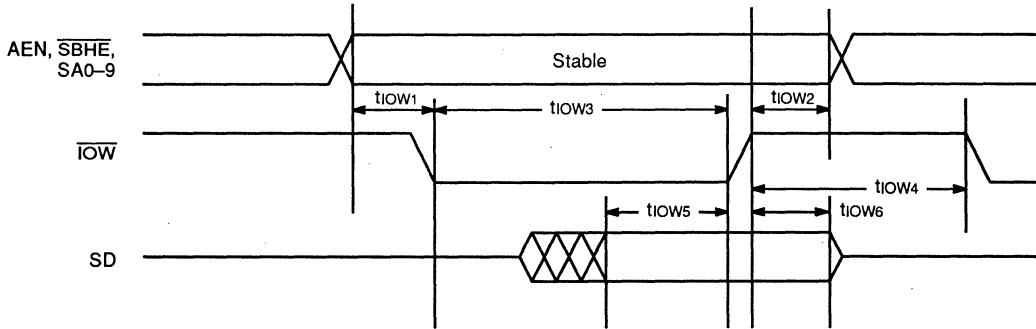 AEN, SBHE,
SA0–9
Stable
tIOW1
tIOW3
tIOW2
IOW
tIOW4
tIOW5
tIOW6
SD